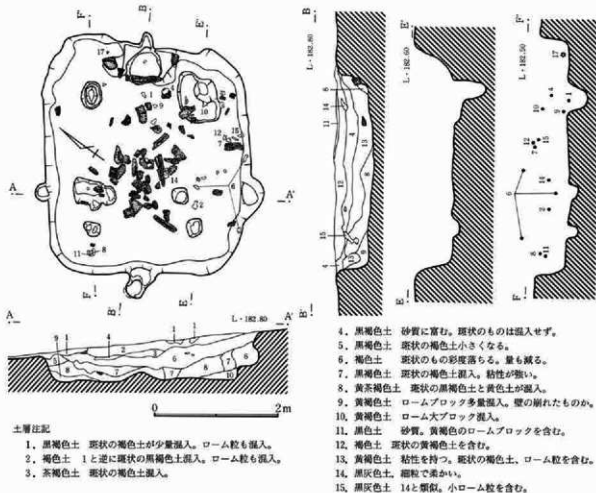 F'
B'
E'
A
A'
F
B
E
B'
L・182.80
B
E'
L・182.60
E
F'
L・182.50
F
A
L・182.80
A'
0
2m
土層注記
1．黒褐色土　斑状の褐色土が少量混入。ローム粒も混入。
2．褐色土　1と逆に斑状の黒褐色土混入。ローム粒も混入。
3．茶褐色土　斑状の褐色土混入。
4．黒褐色土　砂質に富む。斑状のものは混入せず。
5．黒褐色土　斑状の褐色土小さくなる。
6．褐色土　斑状のもの彩度落ちる。量も減る。
7．黒褐色土　斑状の褐色土混入。粘性が強い。
8．黄茶褐色土　斑状の黒褐色土と黄色土が混入。
9．黄褐色土　ロームブロック多量混入。壁の崩れたものか。
10．黄褐色土　ローム大ブロック混入。
11．黒色土　砂質。黄褐色のロームブロックを含む。
12．褐色土　斑状の黄褐色土を含む。
13．黄褐色土　粘性を持つ。斑状の褐色土、ローム粒を含む。
14．黒灰色土　細粒で柔かい。
15．黒灰色土　14と類似。小ローム粒を含む。